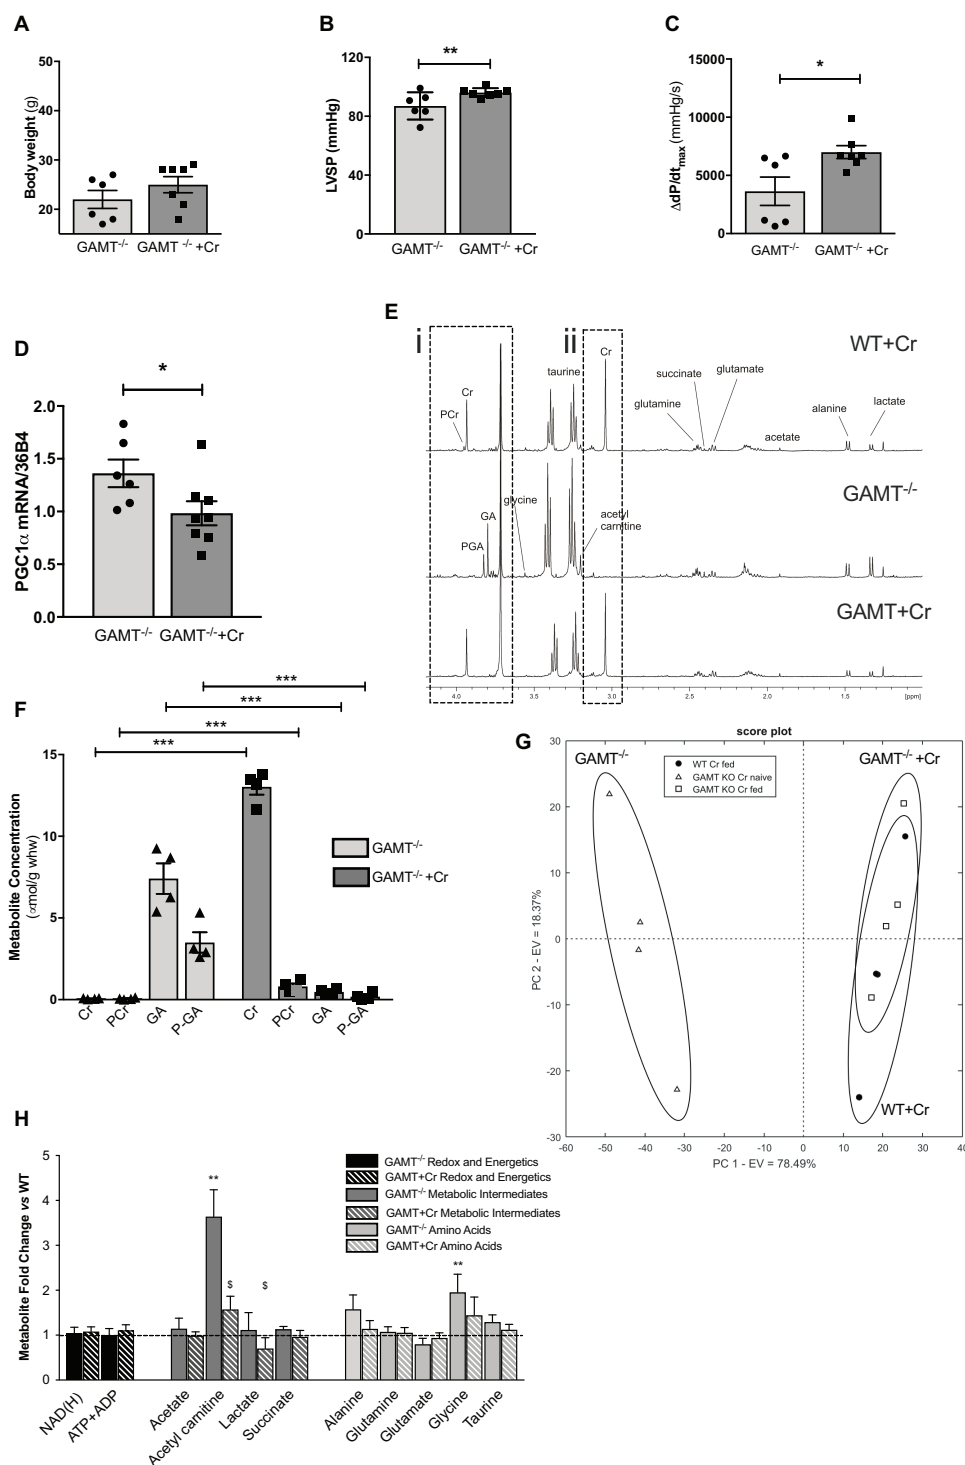 A
Body weight (g)
50
40
30
20
GAMT-/-
GAMT -/- +Cr
B
LVSP (mmHg)
120
80
40
0
**
GAMT-/-
GAMT-/- +Cr
C
ΔdP/dtmax (mmHg/s)
15000
10000
5000
0
*
GAMT-/-
GAMT-/- +Cr
D
PGC1α mRNA/36B4
2.0
1.5
1.0
0.5
0.0
*
GAMT-/-
GAMT-/-+Cr
E
i
ii
WT+Cr
Cr
PCr
taurine
Cr
succinate
glutamate
glutamine
acetate
alanine
lactate
GAMT-/-
glycine
GA
PGA
acetyl
carnitine
GAMT+Cr
4.0
3.5
3.0
2.5
2.0
1.5
[ppm]
F
***
***
***
***
Metabolite Concentration
(αmol/g whw)
15
10
5
0
GAMT-/-
GAMT-/-+Cr
Cr
PCr
GA
P-GA
Cr
PCr
GA
P-GA
G
score plot
GAMT-/-
GAMT-/- +Cr
WT Cr fed
GAMT KO Cr naive
GAMT KO Cr fed
WT+Cr
PC 2 - EV = 18.37%
30
20
10
0
-10
-20
-30
-60
-50
-40
-30
-20
-10
0
10
20
30
40
PC 1 - EV = 78.49%
H
Metabolite Fold Change vs WT
5
4
3
2
1
0
**
$
$
**
GAMT-/- Redox and Energetics
GAMT+Cr Redox and Energetics
GAMT-/- Metabolic Intermediates
GAMT+Cr Metabolic Intermediates
GAMT-/- Amino Acids
GAMT+Cr Amino Acids
NAD(H)
ATP+ADP
Acetate
Acetyl carnitine
Lactate
Succinate
Alanine
Glutamine
Glutamate
Glycine
Taurine